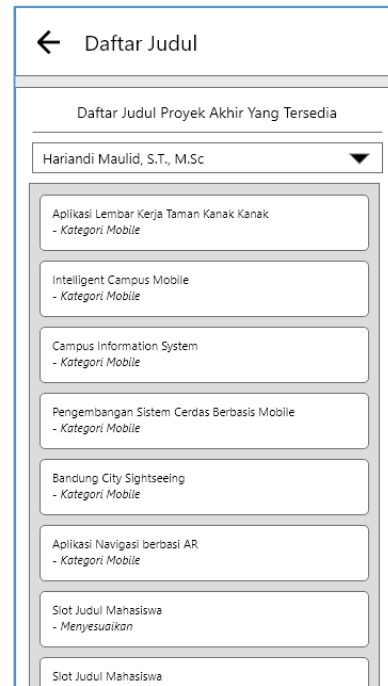 Daftar Judul
Daftar Judul Proyek Akhir Yang Tersedia
Hariandi Maulid, S.T., M.Sc
Aplikasi Lembar Kerja Taman Kanak Kanak
- Kategori Mobile
Intelligent Campus Mobile
- Kategori Mobile
Campus Information System
- Kategori Mobile
Pengembangan Sistem Cerdas Berbasis Mobile
- Kategori Mobile
Bandung City Sightseeing
- Kategori Mobile
Aplikasi Navigasi berbasi AR
- Kategori Mobile
Slot Judul Mahasiswa
- Menyesuaikan
Slot Judul Mahasiswa